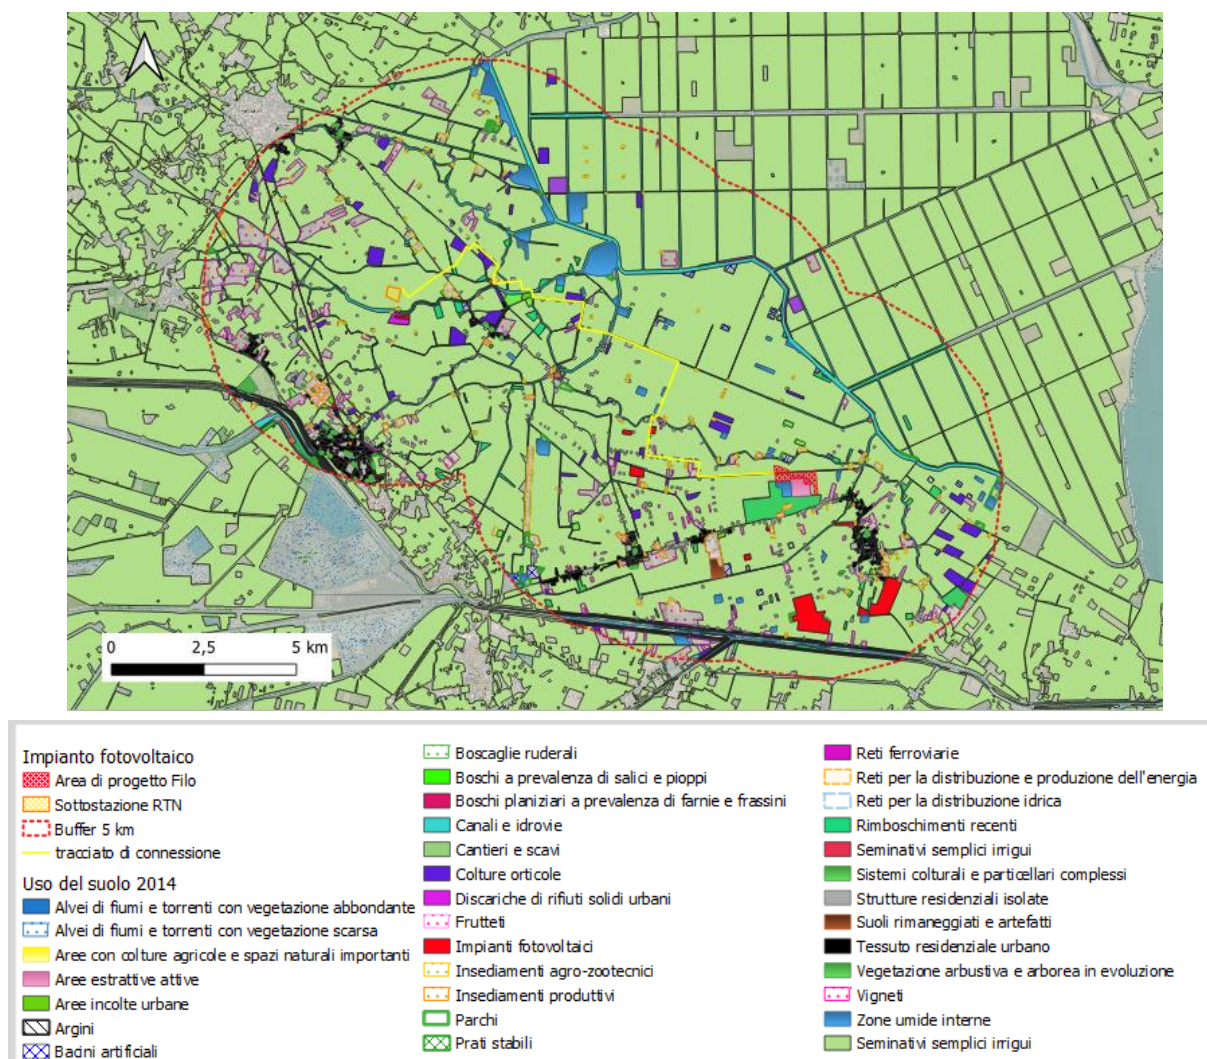 0 2,5 5 km
Impianto fotovoltaico
Area di progetto Filo
Sottostazione RTN
Buffer 5 km
tracciato di connessione
Uso del suolo 2014
Alvei di fiumi e torrenti con vegetazione abbondante
Alvei di fiumi e torrenti con vegetazione scarsa
Aree con colture agricole e spazi naturali importanti
Aree estrattive attive
Aree incolte urbane
Argini
Bacini artificiali
Boscaglie ruderali
Boschi a prevalenza di salici e pioppi
Boschi planiziari a prevalenza di farnie e frassini
Canali e idrovie
Cantieri e scavi
Colture orticole
Discariche di rifiuti solidi urbani
Frutteti
Impianti fotovoltaici
Insediamenti agro-zootecnici
Insediamenti produttivi
Parchi
Prati stabili
Reti ferroviarie
Reti per la distribuzione e produzione dell'energia
Reti per la distribuzione idrica
Rimboschimenti recenti
Seminativi semplici irrigui
Sistemi colturali e particellari complessi
Strutture residenziali isolate
Suoli rimaneggiati e artefatti
Tessuto residenziale urbano
Vegetazione arbustiva e arborea in evoluzione
Vigneti
Zone umide interne
Seminativi semplici irrigui